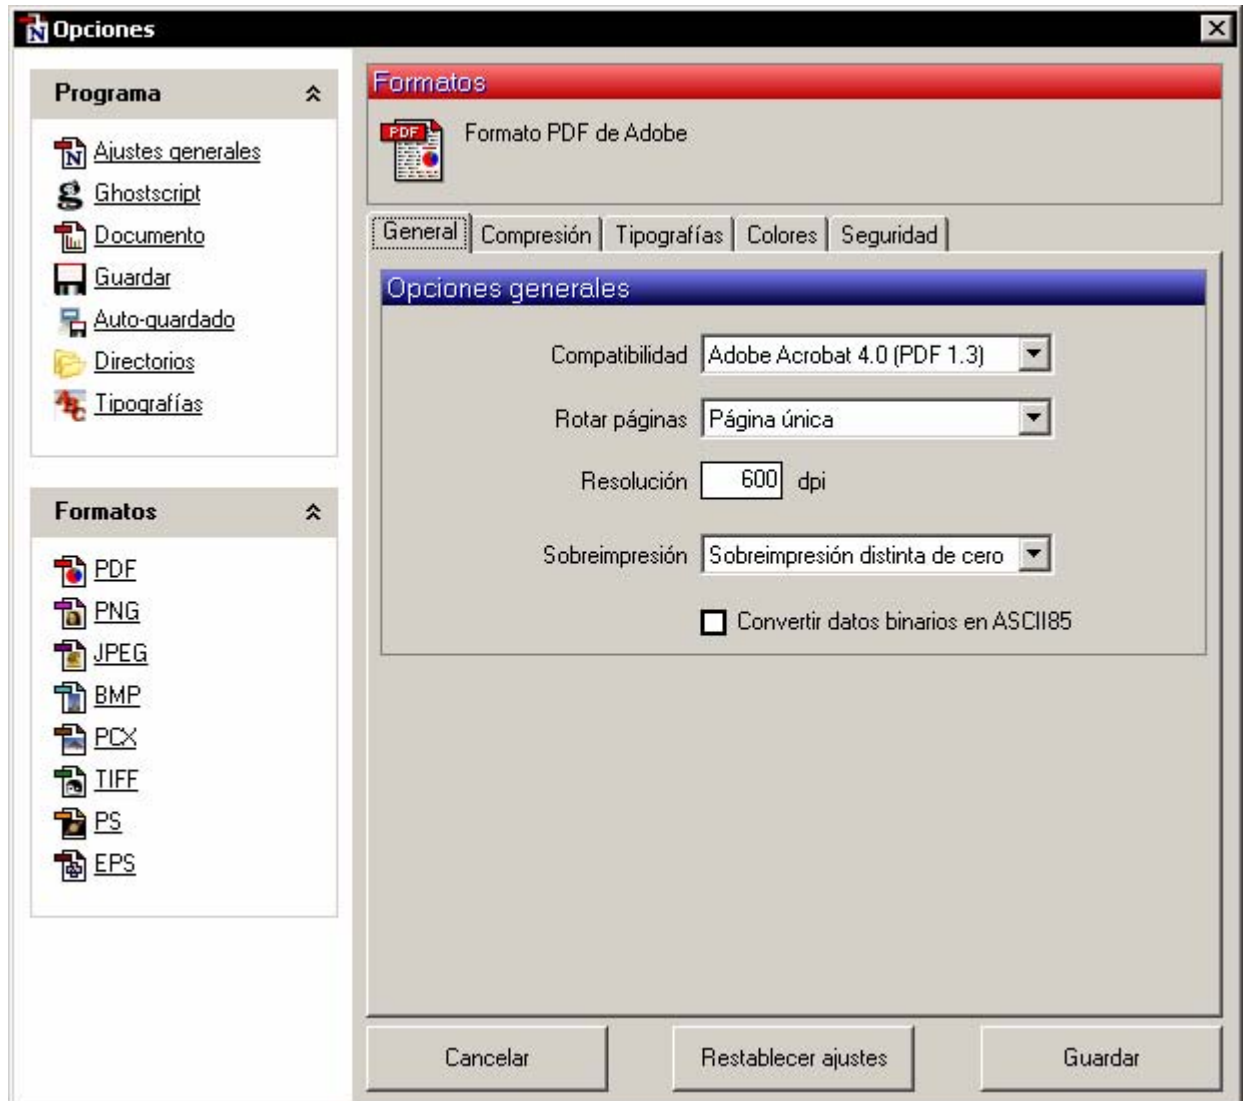 Opciones
Programa
Ajustes generales
Ghostscript
Documento
Guardar
Auto-guardado
Directorios
Tipografías
Formatos
PDF
PNG
JPEG
BMP
PCX
TIFF
PS
EPS
Formatos
PDF
Formato PDF de Adobe
General Compresión Tipografías Colores Seguridad
Opciones generales
Compatibilidad Adobe Acrobat 4.0 (PDF 1.3)
Rotar páginas Página única
Resolución 600 dpi
Sobreimpresión Sobreimpresión distinta de cero
Convertir datos binarios en ASCII85
Cancelar Restablecer ajustes Guardar